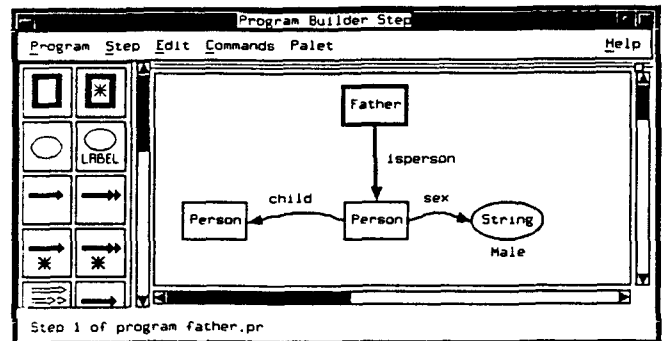 Program Builder Step
Program Step Edit Commands Palet Help
LABEL
Father
isperson
child sex
Person Person String
Male
Step 1 of program father.pr